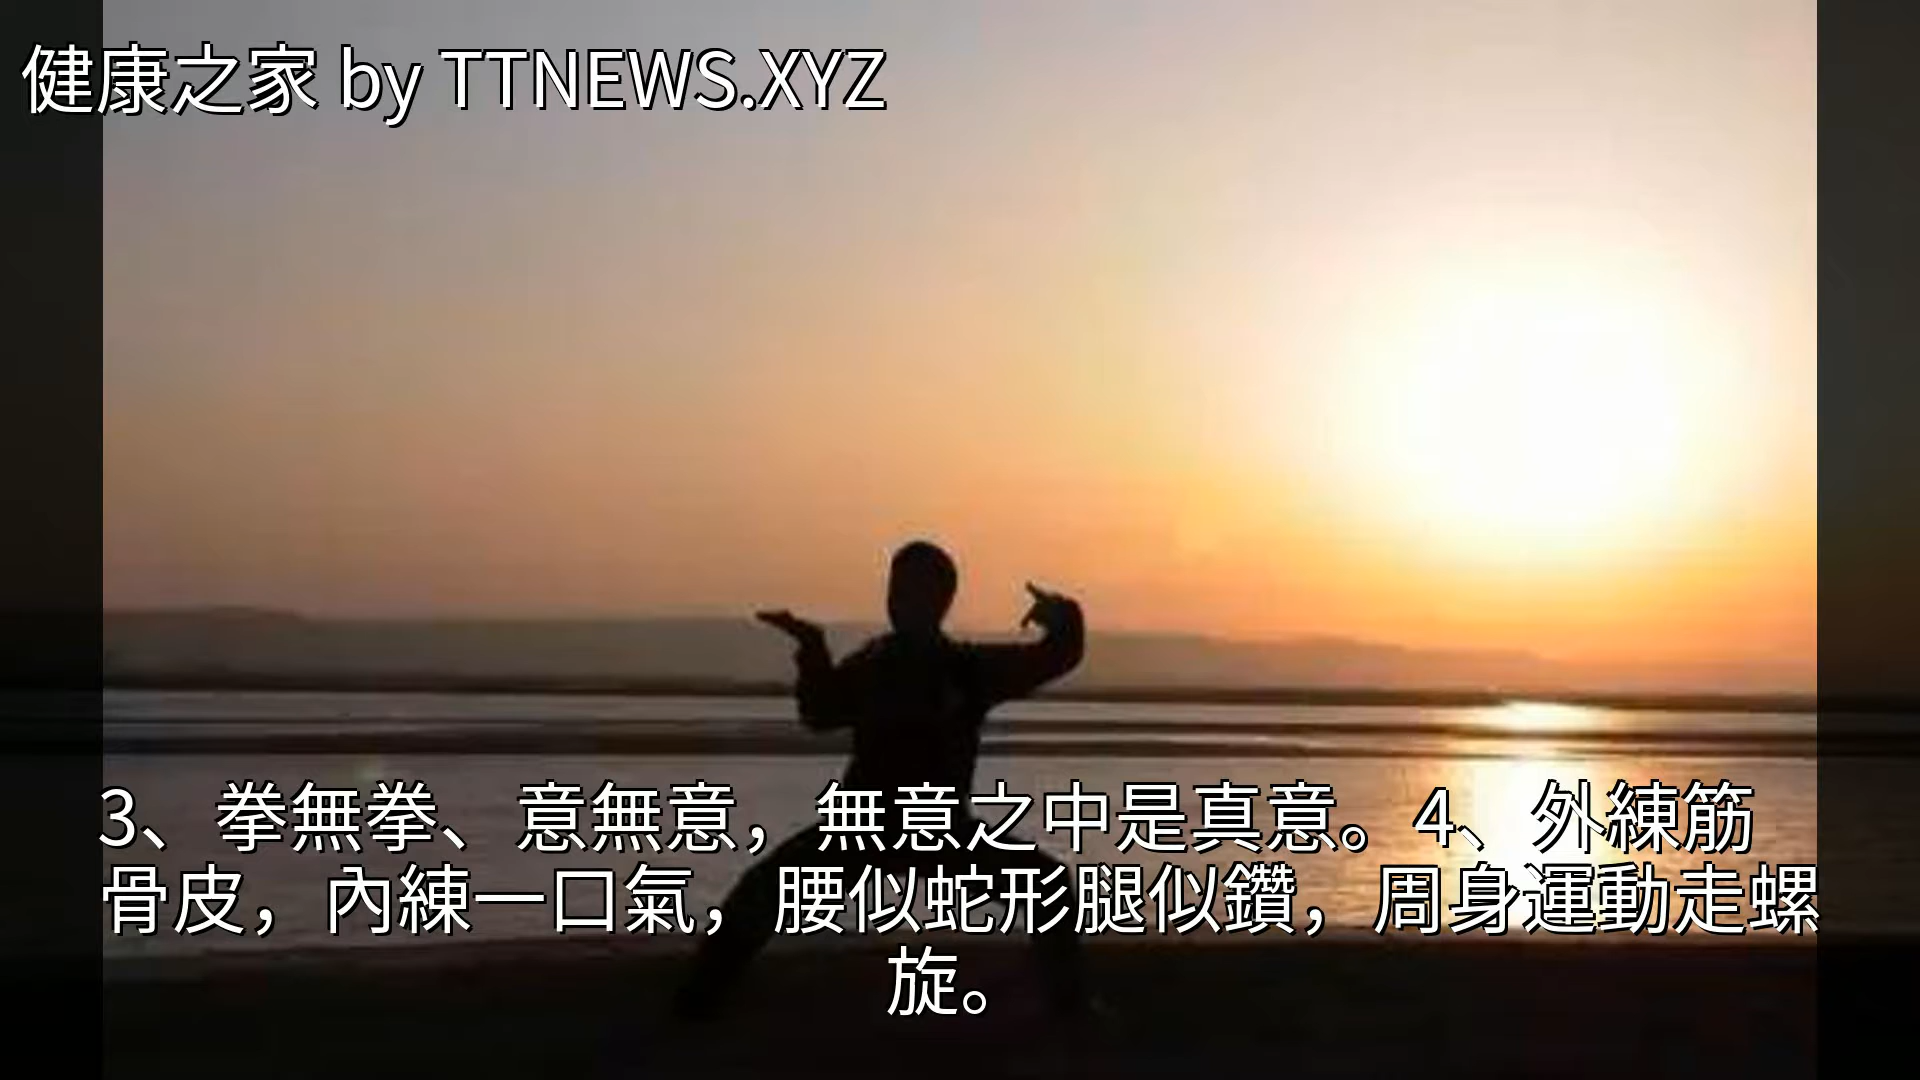 健康之家 by TTNEWS.XYZ
3、拳無拳、意無意，無意之中是真意。4、外練筋
骨皮，內練一口氣，腰似蛇形腿似鑽，周身運動走螺
旋。